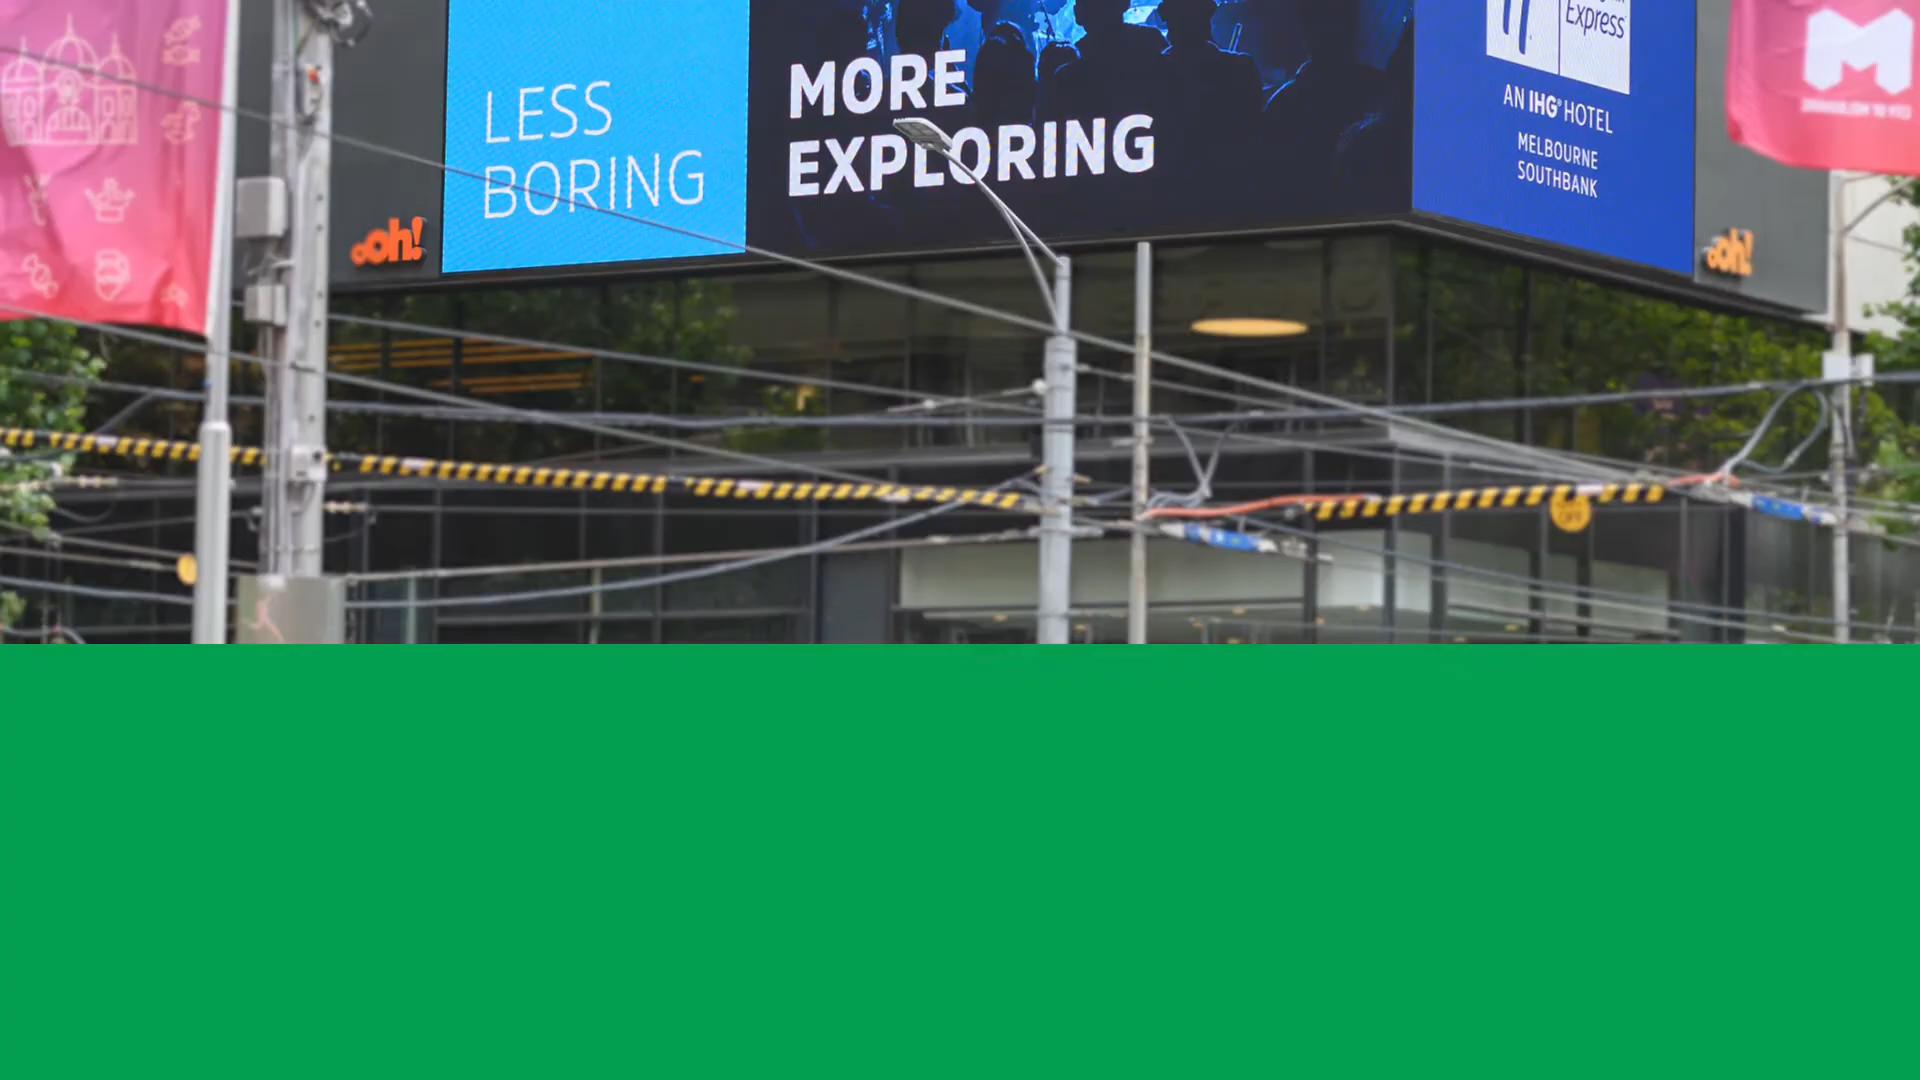 LESS
BORING
MORE
EXPLORING
Express
AN IHG® HOTEL
MELBOURNE
SOUTHBANK
ooh!
ooh!
M